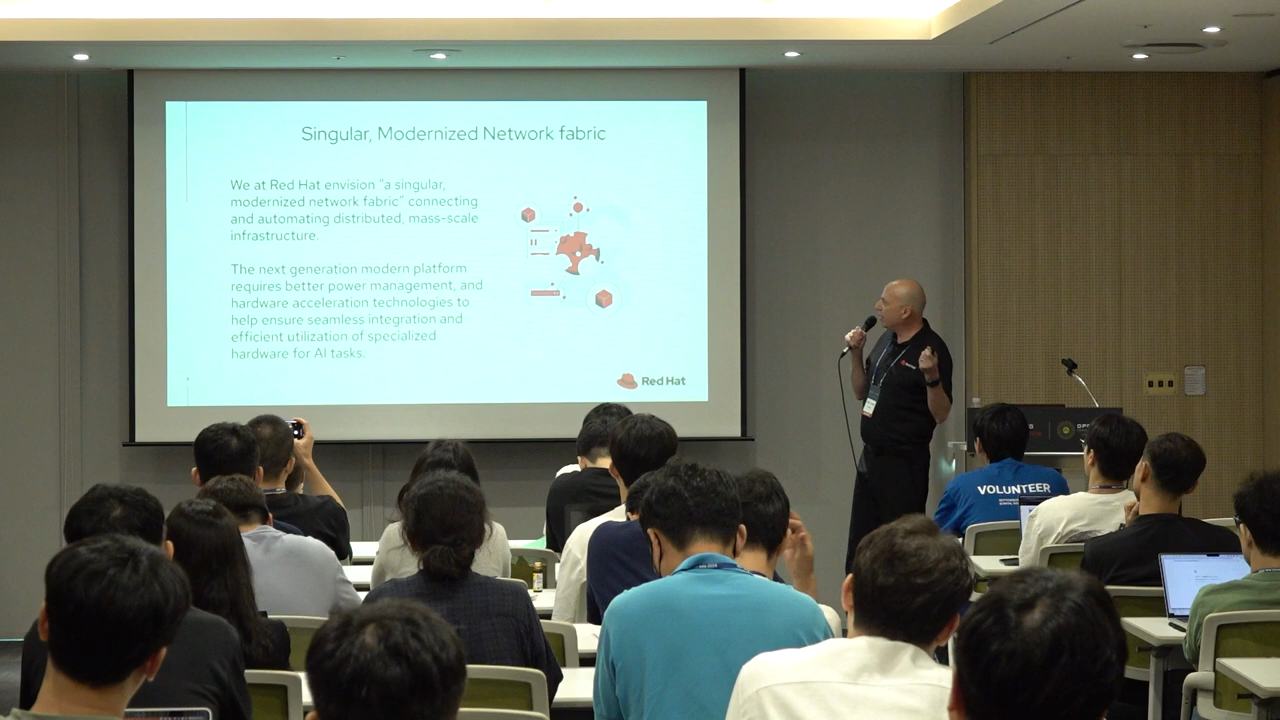 Singular, Modernized Network fabric
We at Red Hat envision "a singular,
modernized network fabric" connecting
and automating distributed, mass-scale
infrastructure.
The next generation modern platform
requires better power management, and
hardware acceleration technologies to
help ensure seamless integration and
efficient utilization of specialized
hardware for AI tasks.
Red Hat
VOLUNTEER